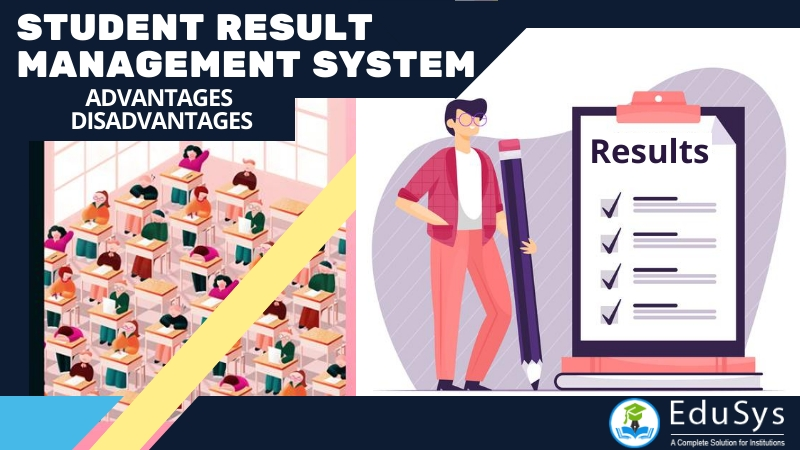 STUDENT RESULT
MANAGEMENT SYSTEM
ADVANTAGES
DISADVANTAGES
Results
EduSys
A Complete Solution for Institutions